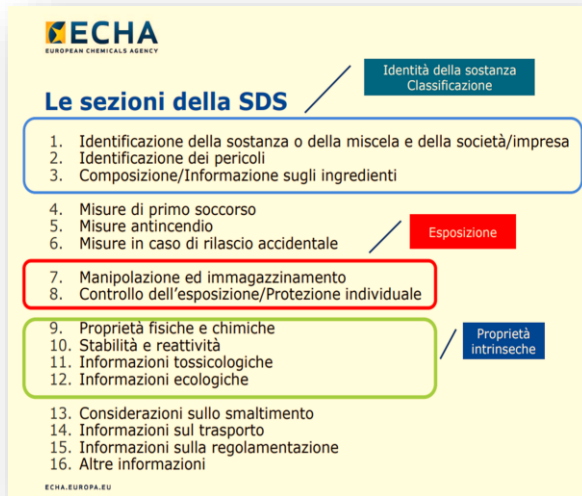 ECHA
EUROPEAN CHEMICALS AGENCY
Identità della sostanza
Classificazione
Le sezioni della SDS
1. Identificazione della sostanza o della miscela e della società/impresa
2. Identificazione dei pericoli
3. Composizione/Informazione sugli ingredienti
4. Misure di primo soccorso
5. Misure antincendio
6. Misure in caso di rilascio accidentale
Esposizione
7. Manipolazione ed immagazzinamento
8. Controllo dell'esposizione/Protezione individuale
9. Proprietà fisiche e chimiche
10. Stabilità e reattività
11. Informazioni tossicologiche
12. Informazioni ecologiche
Proprietà
intrinseche
13. Considerazioni sullo smaltimento
14. Informazioni sul trasporto
15. Informazioni sulla regolamentazione
16. Altre informazioni
ECHA.EUROPA.EU